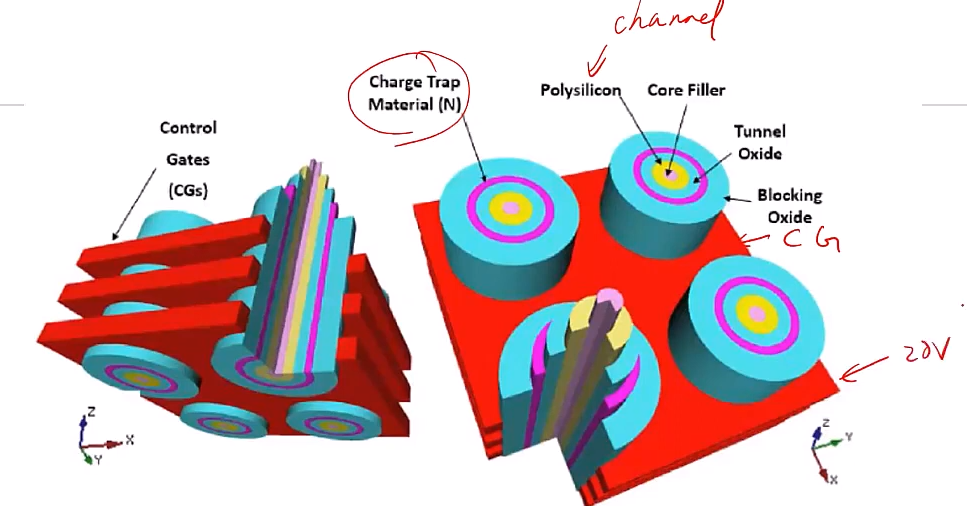 channel
Charge Trap
Material (N)
Polysilicon
Core Filler
Control
Gates
(CGs)
Tunnel
Oxide
Blocking
Oxide
CG
20V
Z
X
Y
Z
Y
X